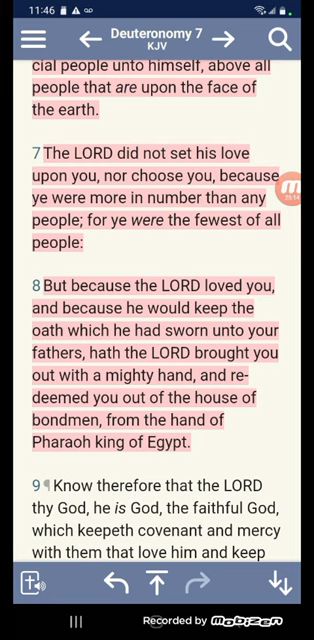 11:46
Deuteronomy 7
KJV
cial people unto himself, above all
people that are upon the face of
the earth.
7 The LORD did not set his love
upon you, nor choose you, because
ye were more in number than any
people; for ye were the fewest of all
people:
8 But because the LORD loved you,
and because he would keep the
oath which he had sworn unto your
fathers, hath the LORD brought you
out with a mighty hand, and re-
deemed you out of the house of
bondmen, from the hand of
Pharaoh king of Egypt.
9 ¶ Know therefore that the LORD
thy God, he is God, the faithful God,
which keepeth covenant and mercy
with them that love him and keep
Recorded by mobizen